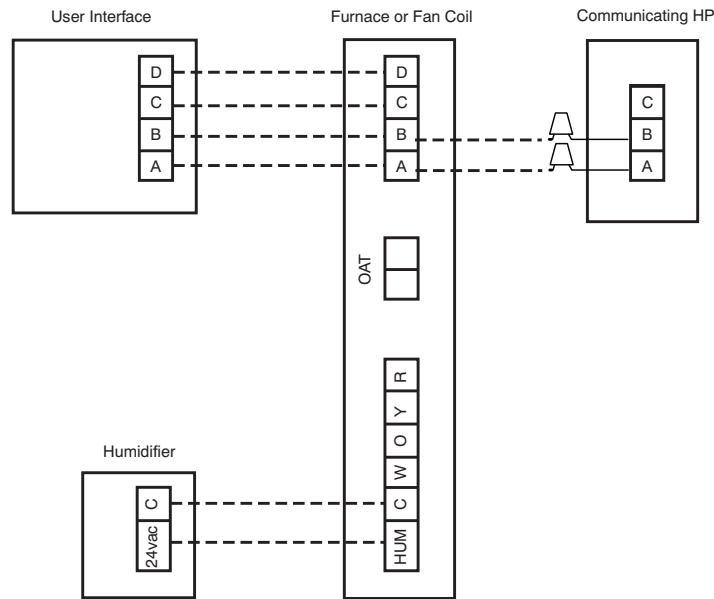 User Interface
D
C
B
A
Furnace or Fan Coil
D
C
B
A
OAT
R
Y
O
W
C
HUM
Communicating HP
C
B
A
Humidifier
C
24vac